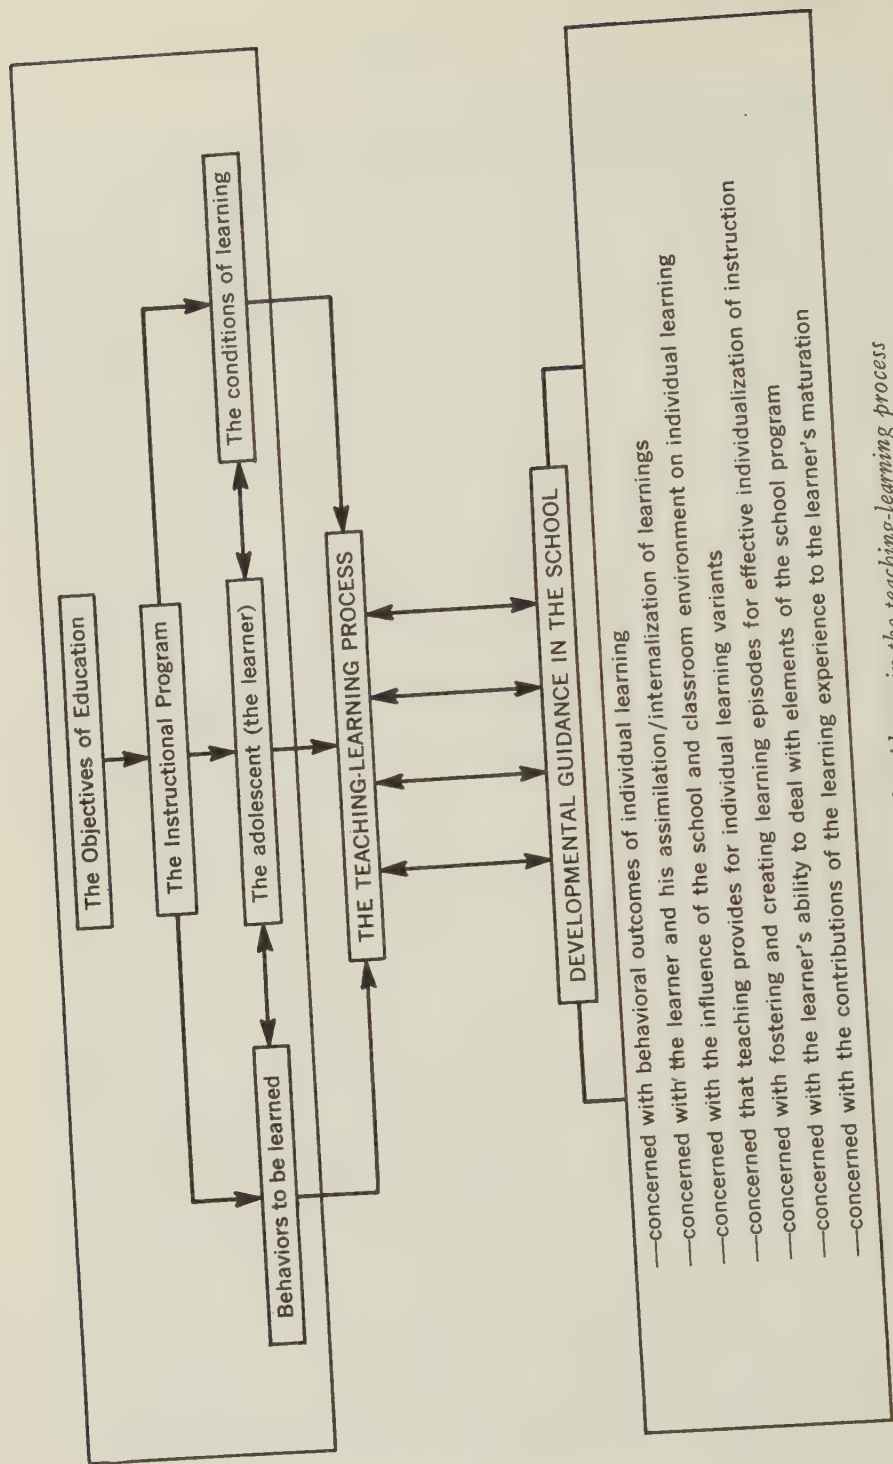 The Objectives of Education
The Instructional Program
Behaviors to be learned
The adolescent (the learner)
The conditions of learning
THE TEACHING-LEARNING PROCESS
DEVELOPMENTAL GUIDANCE IN THE SCHOOL
—concerned with behavioral outcomes of individual learning
—concerned with the learner and his assimilation/internalization of learnings
—concerned with the influence of the school and classroom environment on individual learning
—concerned that teaching provides for individual learning variants
—concerned with fostering and creating learning episodes for effective individualization of instruction
—concerned with the learner's ability to deal with elements of the school program
—concerned with the contributions of the learning experience to the learner's maturation
in the teaching-learning process